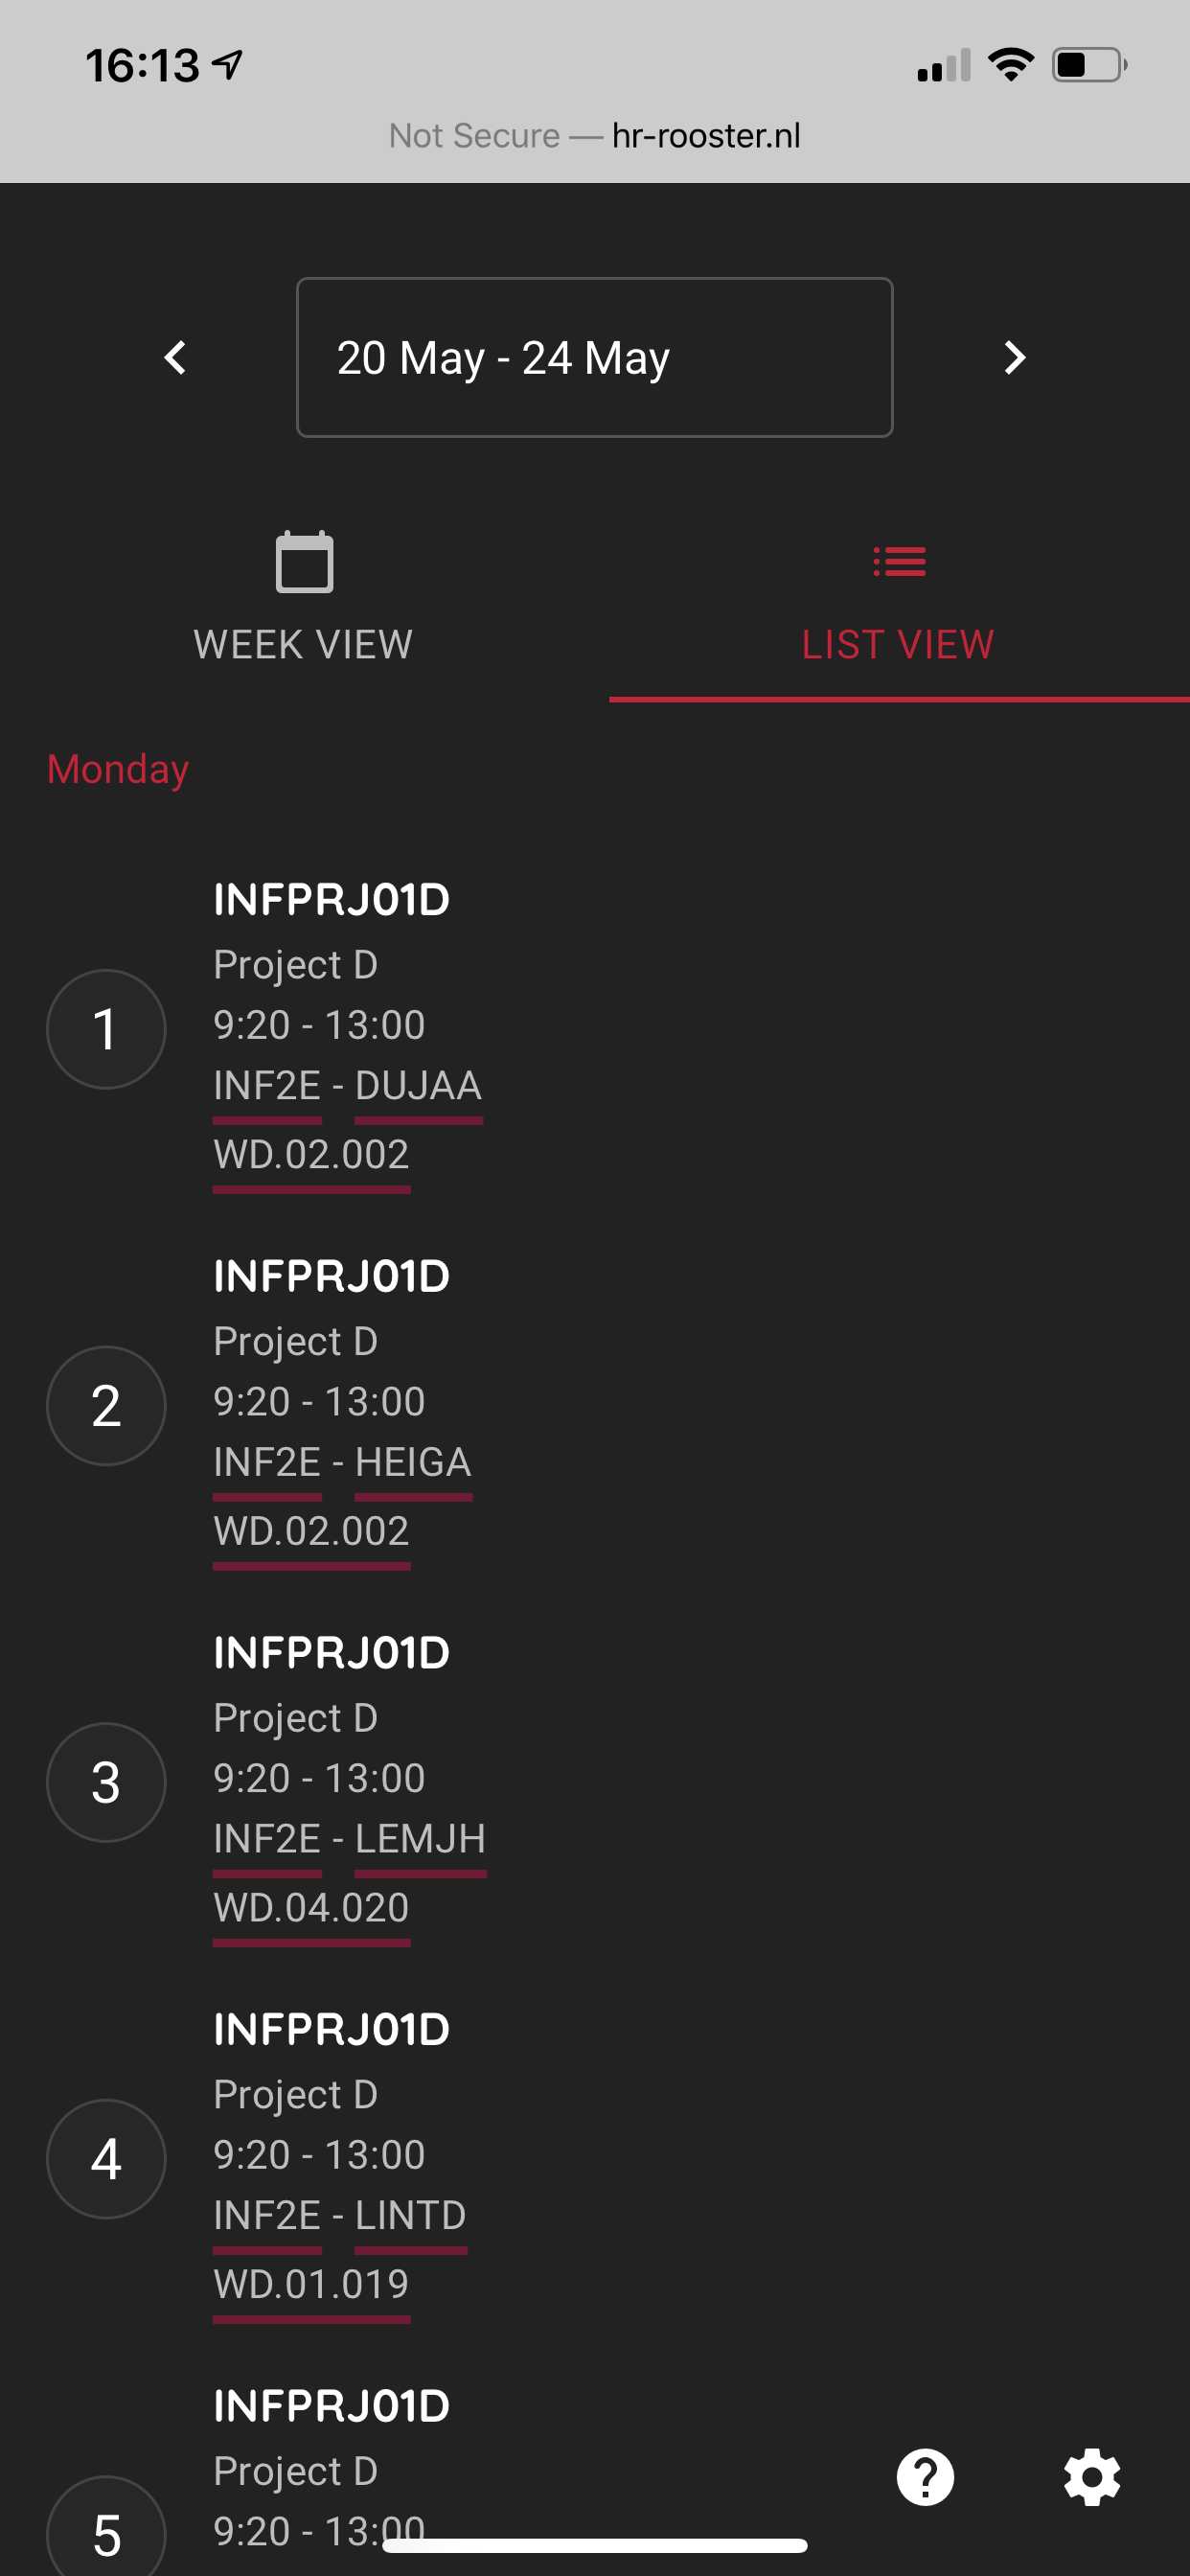 16:13
Not Secure — hr-rooster.nl
20 May - 24 May
WEEK VIEW
LIST VIEW
Monday
1
INFPRJ01D
Project D
9:20 - 13:00
INF2E - DUJAA
WD.02.002
2
INFPRJ01D
Project D
9:20 - 13:00
INF2E - HEIGA
WD.02.002
3
INFPRJ01D
Project D
9:20 - 13:00
INF2E - LEMJH
WD.04.020
4
INFPRJ01D
Project D
9:20 - 13:00
INF2E - LINTD
WD.01.019
5
INFPRJ01D
Project D
9:20 - 13:00
?